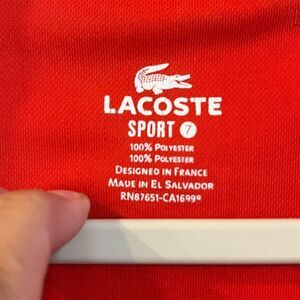 LACOSTE
SPORT 7
100% POLYESTER
100% POLYESTER
DESIGNED IN FRANCE
MADE IN EL SALVADOR
RN87651-CA16999